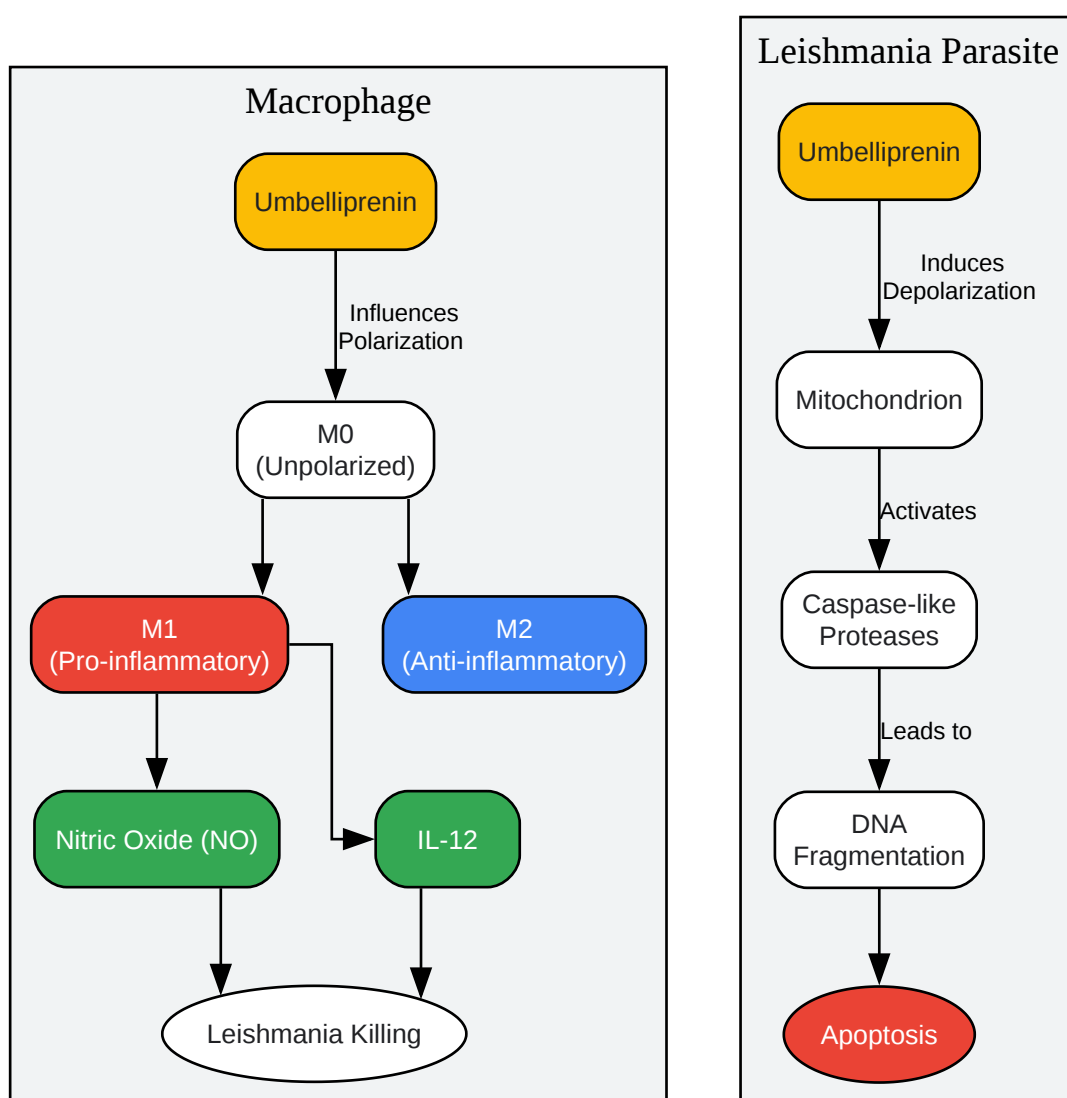 Macrophage
Umbelliprenin
Influences
Polarization
M0
(Unpolarized)
M1
(Pro-inflammatory)
M2
(Anti-inflammatory)
Nitric Oxide (NO)
IL-12
Leishmania Killing
Leishmania Parasite
Umbelliprenin
Induces
Depolarization
Mitochondrion
Activates
Caspase-like
Proteases
Leads to
DNA
Fragmentation
Apoptosis